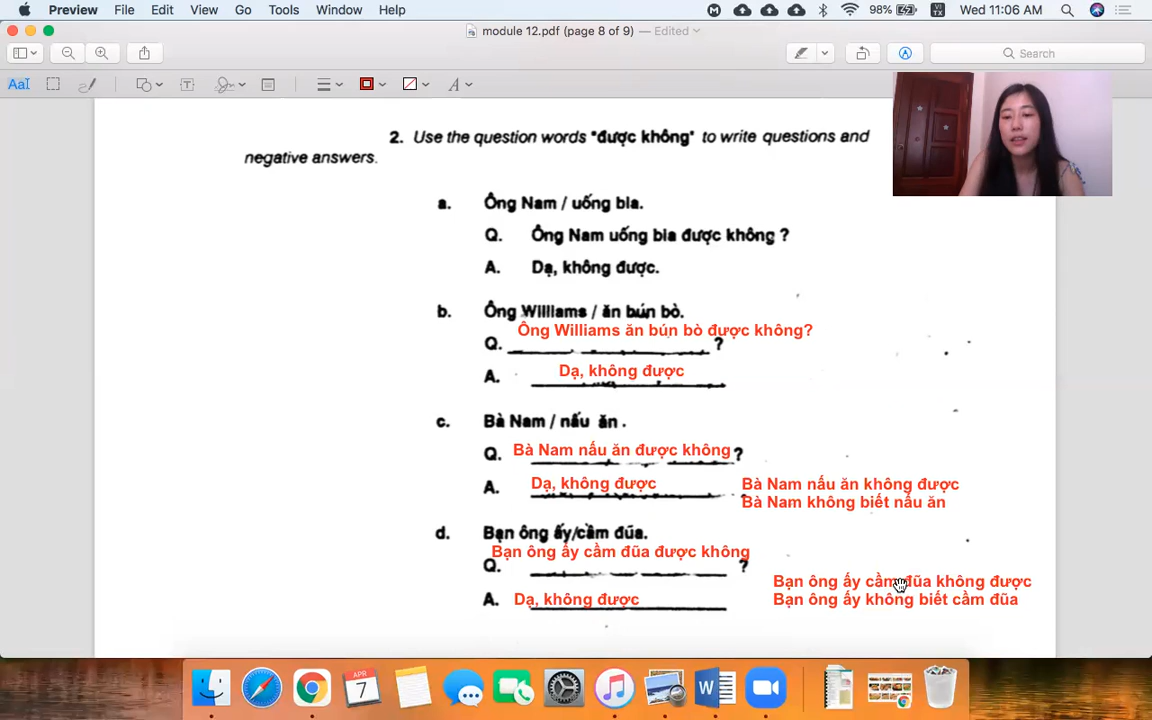 Preview File Edit View Go Tools Window Help 98% VI TX Wed 11:06 AM
module 12.pdf (page 8 of 9) — Edited
Search
AaI T A
2. Use the question words "được không" to write questions and
negative answers.
a. Ông Nam / uống bia.
Q. Ông Nam uống bia được không ?
A. Dạ, không được.
b. Ông Williams / ăn bún bò.
Ông Williams ăn bún bò được không?
Q. ?
A. Dạ, không được
c. Bà Nam / nấu ăn .
Q. Bà Nam nấu ăn được không ?
A. Dạ, không được Bà Nam nấu ăn không được
Bà Nam không biết nấu ăn
d. Bạn ông ấy/cầm đũa.
Bạn ông ấy cầm đũa được không
Q. ?
Bạn ông ấy cầm đũa không được
A. Dạ, không được Bạn ông ấy không biết cầm đũa
APR
7
W